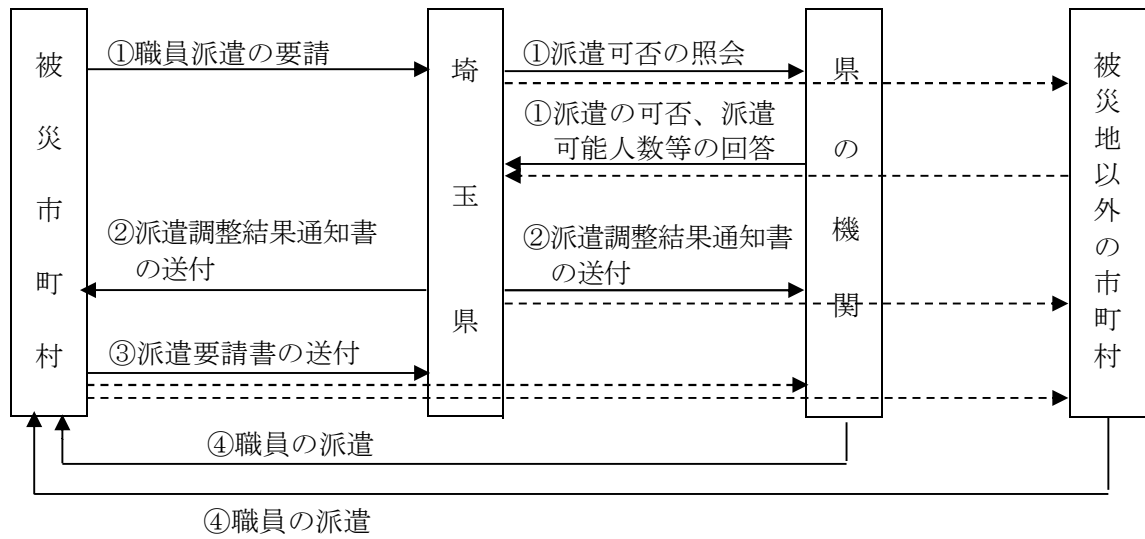 被災市町村
①職員派遣の要請
埼玉県
①派遣可否の照会
県の機関
被災地以外の市町村
①派遣の可否、派遣
可能人数等の回答
②派遣調整結果通知書
の送付
②派遣調整結果通知書
の送付
③派遣要請書の送付
④職員の派遣
④職員の派遣